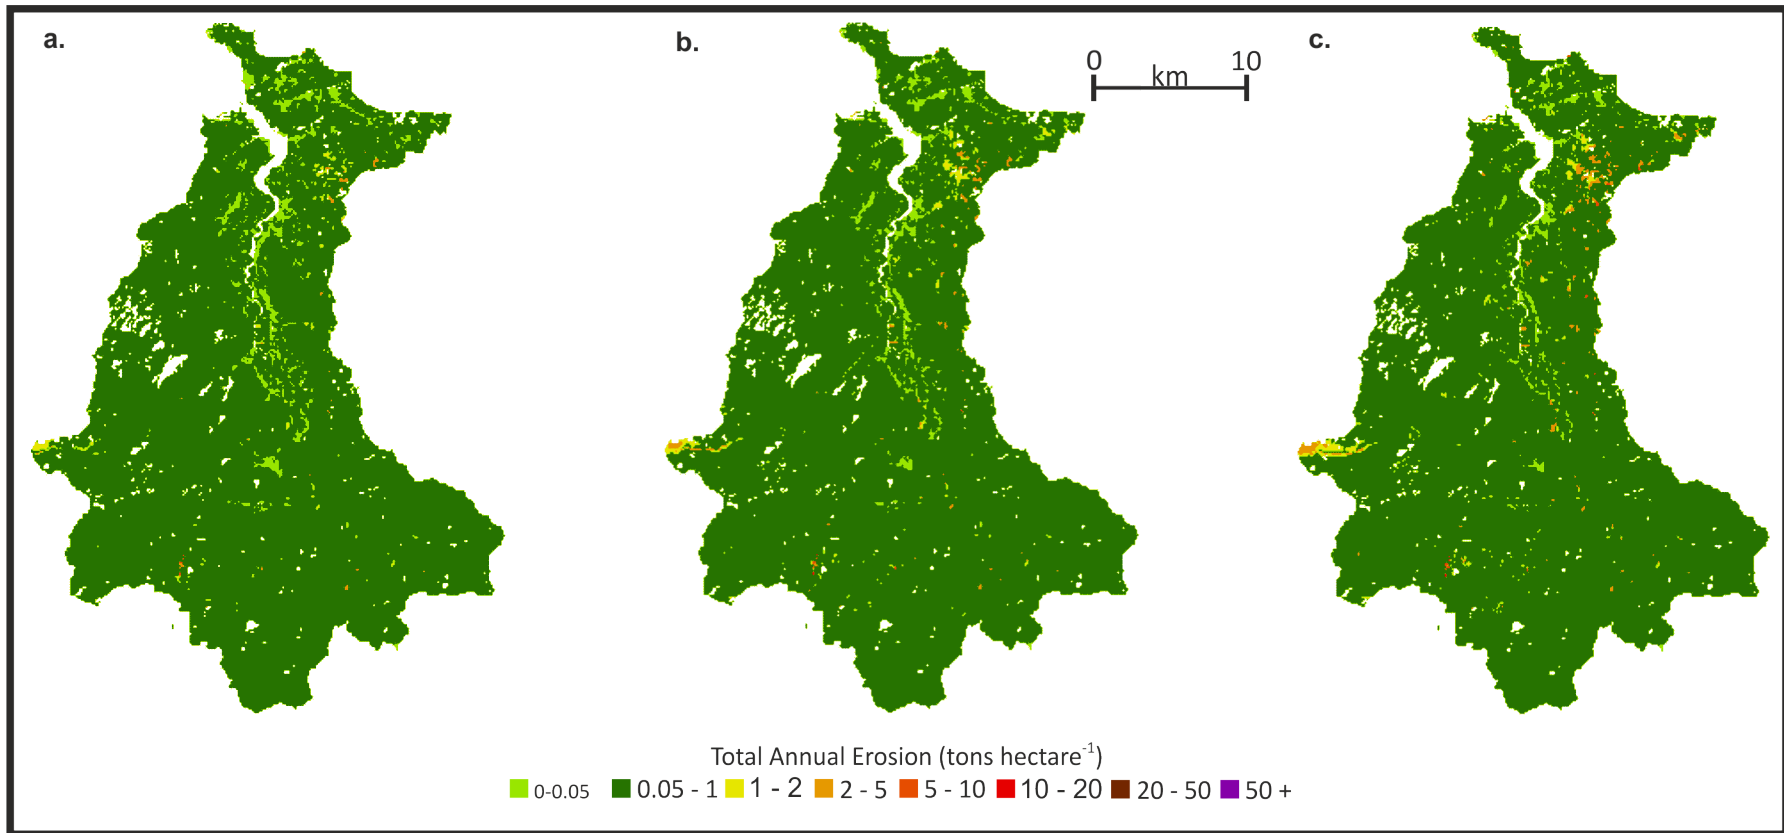 a.
b.
c.
0 10
km
Total Annual Erosion (tons hectare-1)
0-0.05 0.05 - 1 1 - 2 2 - 5 5 - 10 10 - 20 20 - 50 50 +